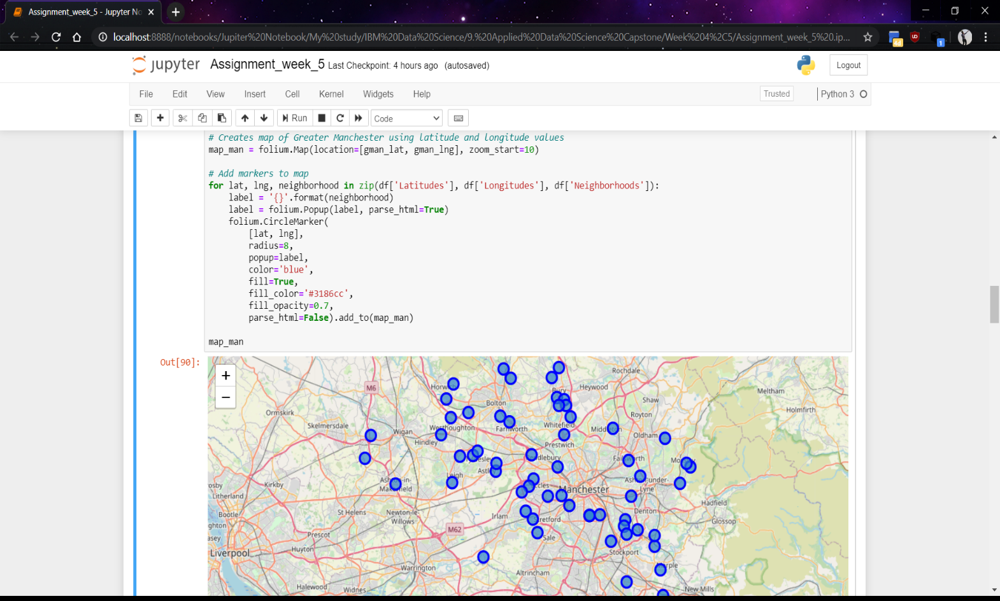 Assignment_week_5 - Jupyter No
localhost:8888/notebooks/Jupiter%20Notebook/My%20study/IBM%20Data%20Science/9.%20Applied%20Data%20Science%20Capstone/Week%204%2C5/Assignment_week_5%20.ip...
4d
UD
1
jupyter Assignment_week_5 Last Checkpoint: 4 hours ago (autosaved)
Logout
File Edit View Insert Cell Kernel Widgets Help
Trusted
Python 3
Run
Code
# Creates map of Greater Manchester using latitude and longitude values
map_man = folium.Map(location=[gman_lat, gman_lng], zoom_start=10)
# Add markers to map
for lat, lng, neighborhood in zip(df['Latitudes'], df['Longitudes'], df['Neighborhoods']):
label = '{}'.format(neighborhood)
label = folium.Popup(label, parse_html=True)
folium.CircleMarker(
[lat, lng],
radius=8,
popup=label,
color='blue',
fill=True,
fill_color='#3186cc',
fill_opacity=0.7,
parse_html=False).add_to(map_man)
map_man
Out[90]:
+
−
Rochdale
M6
Heywood
Meltham
Bury
Shaw
Bolton
Holmfirth
Ormskirk
Royton
Skelmersdale
Whitefield
Farnworth
Wigan
Oldham
Hindley
Prestwich
Kirkby
Leigh
Manchester
Lyne
Litherland
Hadfield
Bootle
St Helens
Newton-le-
Willows
Irlam
Denton
Glossop
M62
Prescot
Sale
Huyton
Liverpool
Stockport
Warrington
Altrincham
Halewood
Widnes
New Mills